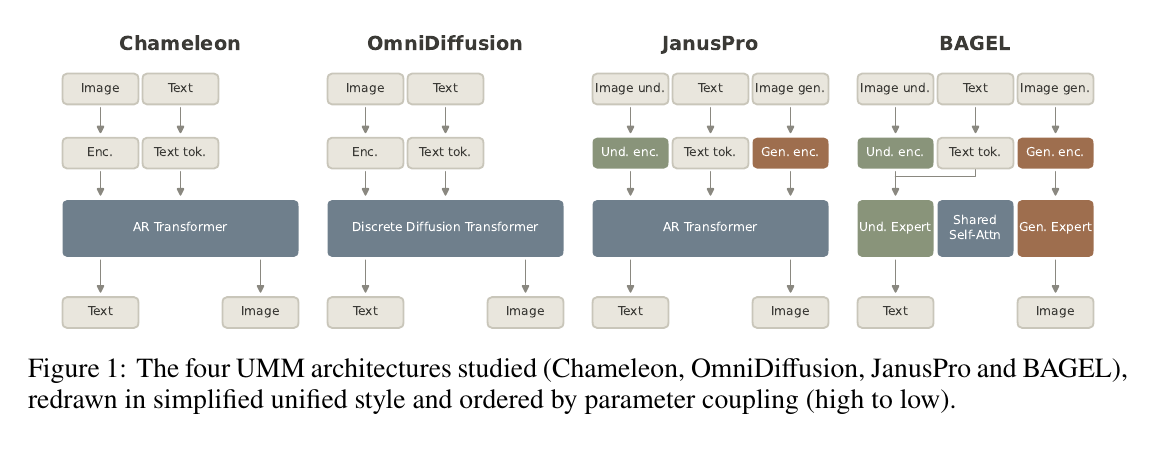 Chameleon
Image Text
Enc. Text tok.
AR Transformer
Text Image
OmniDiffusion
Image Text
Enc. Text tok.
Discrete Diffusion Transformer
Text Image
JanusPro
Image und. Text Image gen.
Und. enc. Text tok. Gen. enc.
AR Transformer
Text Image
BAGEL
Image und. Text Image gen.
Und. enc. Text tok. Gen. enc.
Und. Expert Shared Self-Attn Gen. Expert
Text Image
Figure 1: The four UMM architectures studied (Chameleon, OmniDiffusion, JanusPro and BAGEL),
redrawn in simplified unified style and ordered by parameter coupling (high to low).